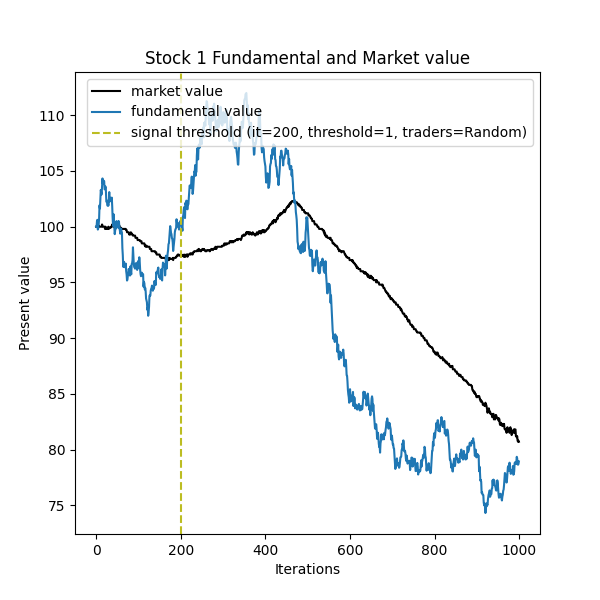 Stock 1 Fundamental and Market value
market value
fundamental value
signal threshold (it=200, threshold=1, traders=Random)
110
105
100
95
90
85
80
75
Present value
0 200 400 600 800 1000
Iterations